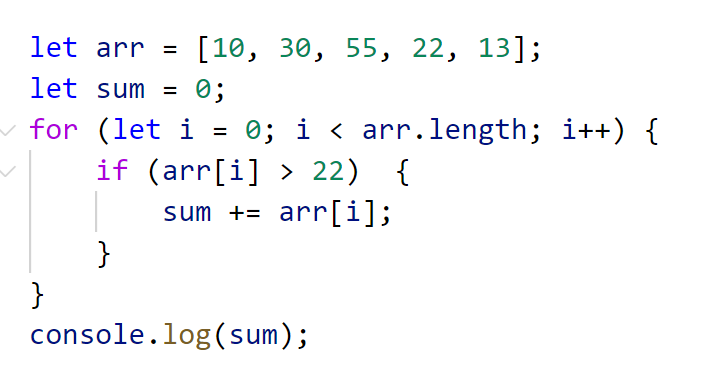 let arr = [10, 30, 55, 22, 13];
let sum = 0;
for (let i = 0; i < arr.length; i++) {
    if (arr[i] > 22)  {
        sum += arr[i];
    }
}
console.log(sum);